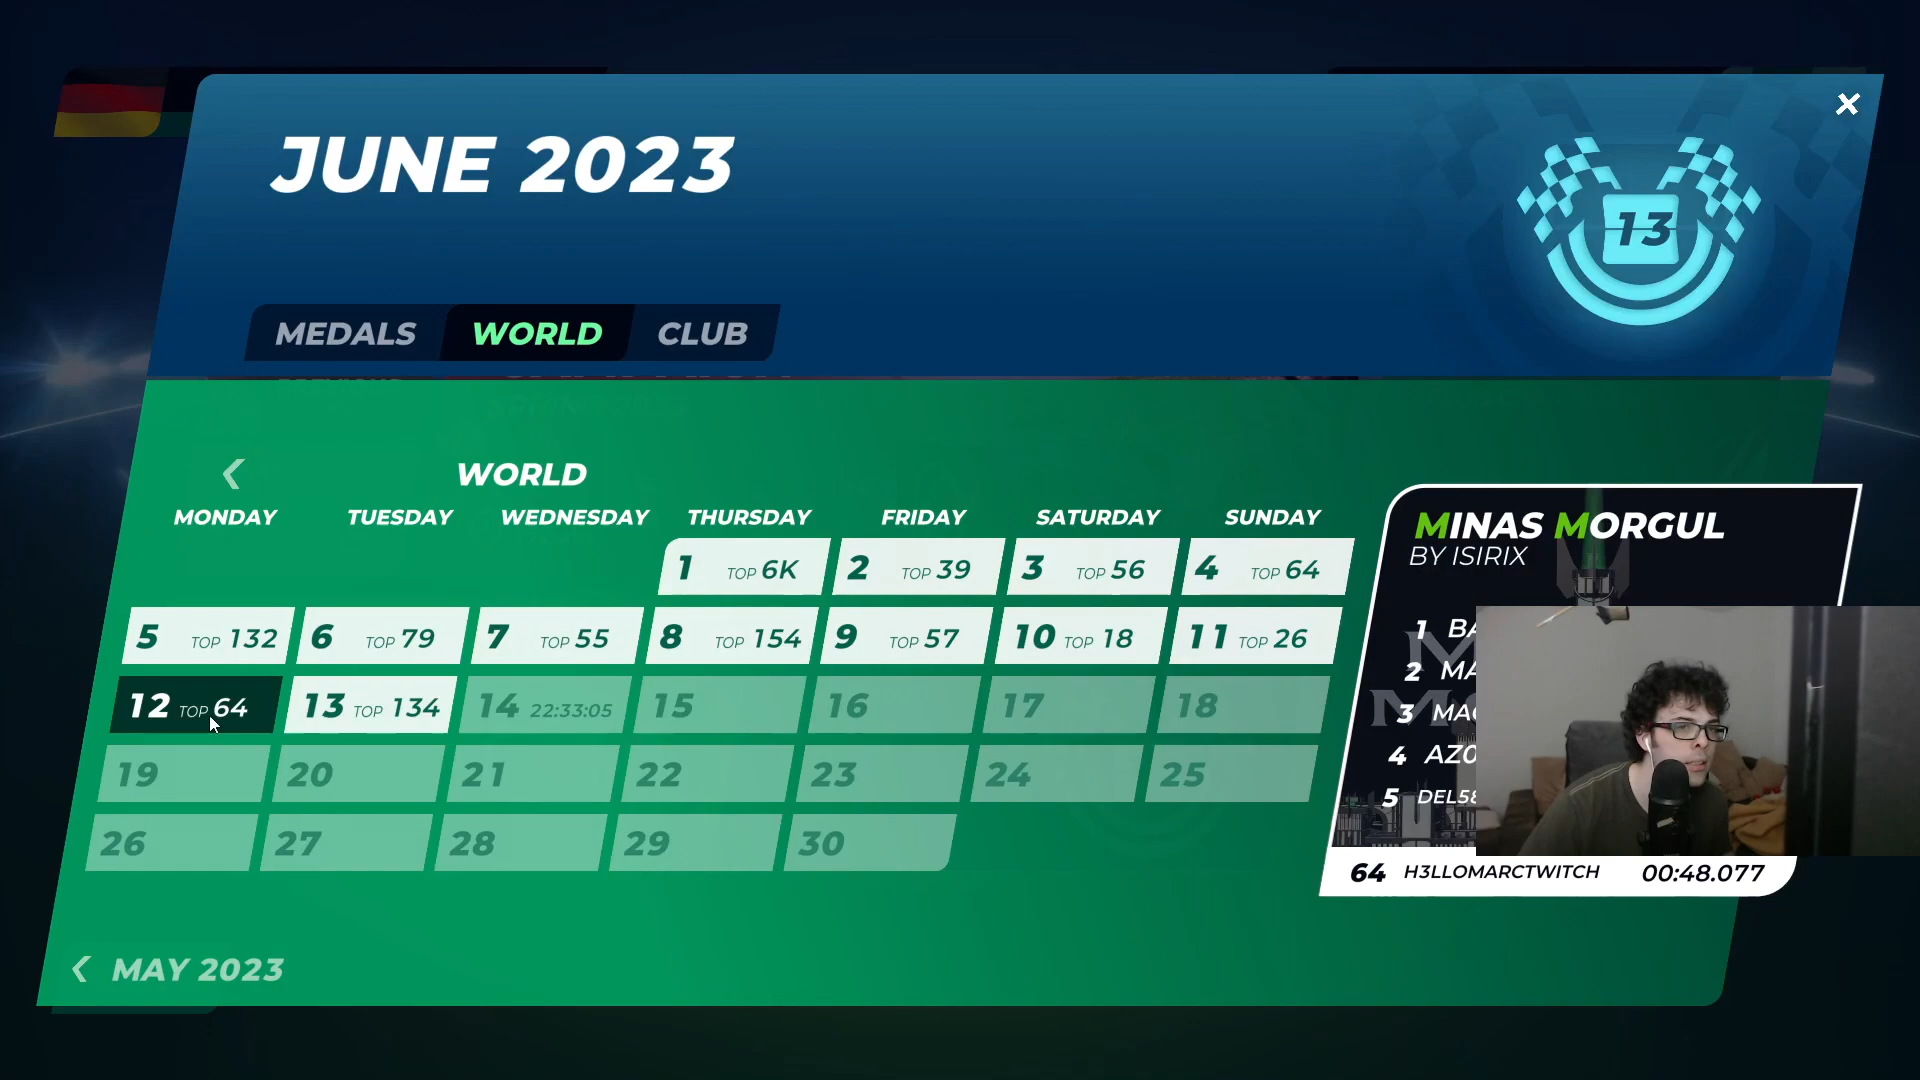 JUNE 2023
13
MEDALS WORLD CLUB
WORLD
MONDAY TUESDAY WEDNESDAY THURSDAY FRIDAY SATURDAY SUNDAY
1 TOP 6K 2 TOP 39 3 TOP 56 4 TOP 64
5 TOP 132 6 TOP 79 7 TOP 55 8 TOP 154 9 TOP 57 10 TOP 18 11 TOP 26
12 TOP 64 13 TOP 134 14 22:33:05 15 16 17 18
19 20 21 22 23 24 25
26 27 28 29 30
MAY 2023
MINAS MORGUL
BY ISIRIX
1
2
3
4
5
64 H3LLOMARCTWITCH 00:48.077